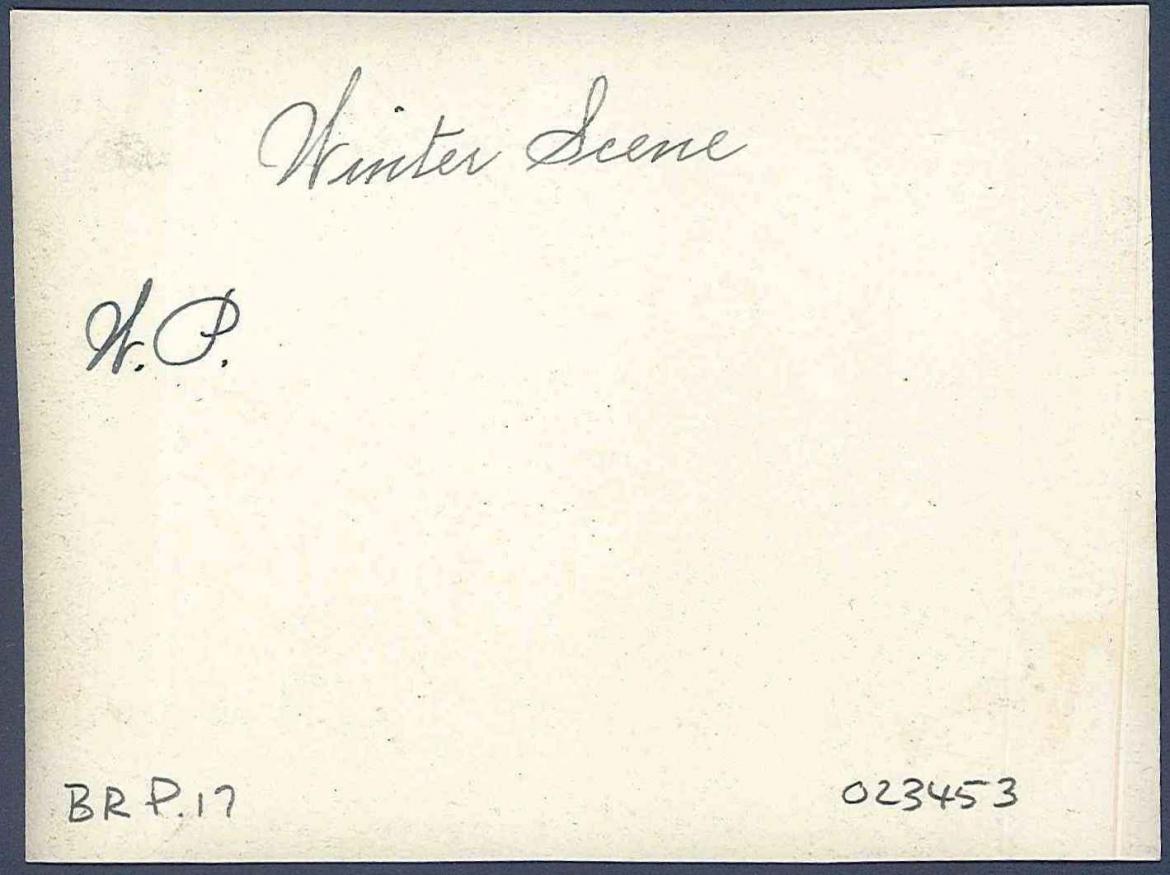 Winter Scene
W.P.
BR P.17
023453